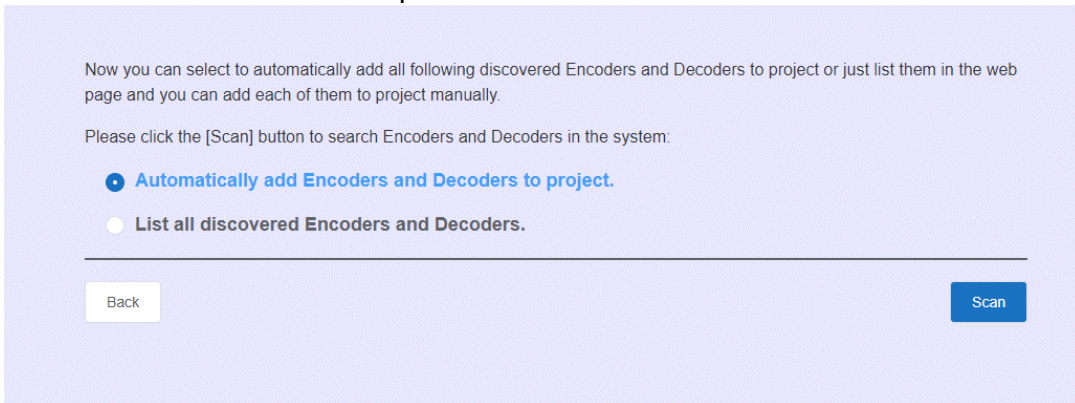 Now you can select to automatically add all following discovered Encoders and Decoders to project or just list them in the web
page and you can add each of them to project manually.
Please click the [Scan] button to search Encoders and Decoders in the system:
Automatically add Encoders and Decoders to project.
List all discovered Encoders and Decoders.
Back
Scan